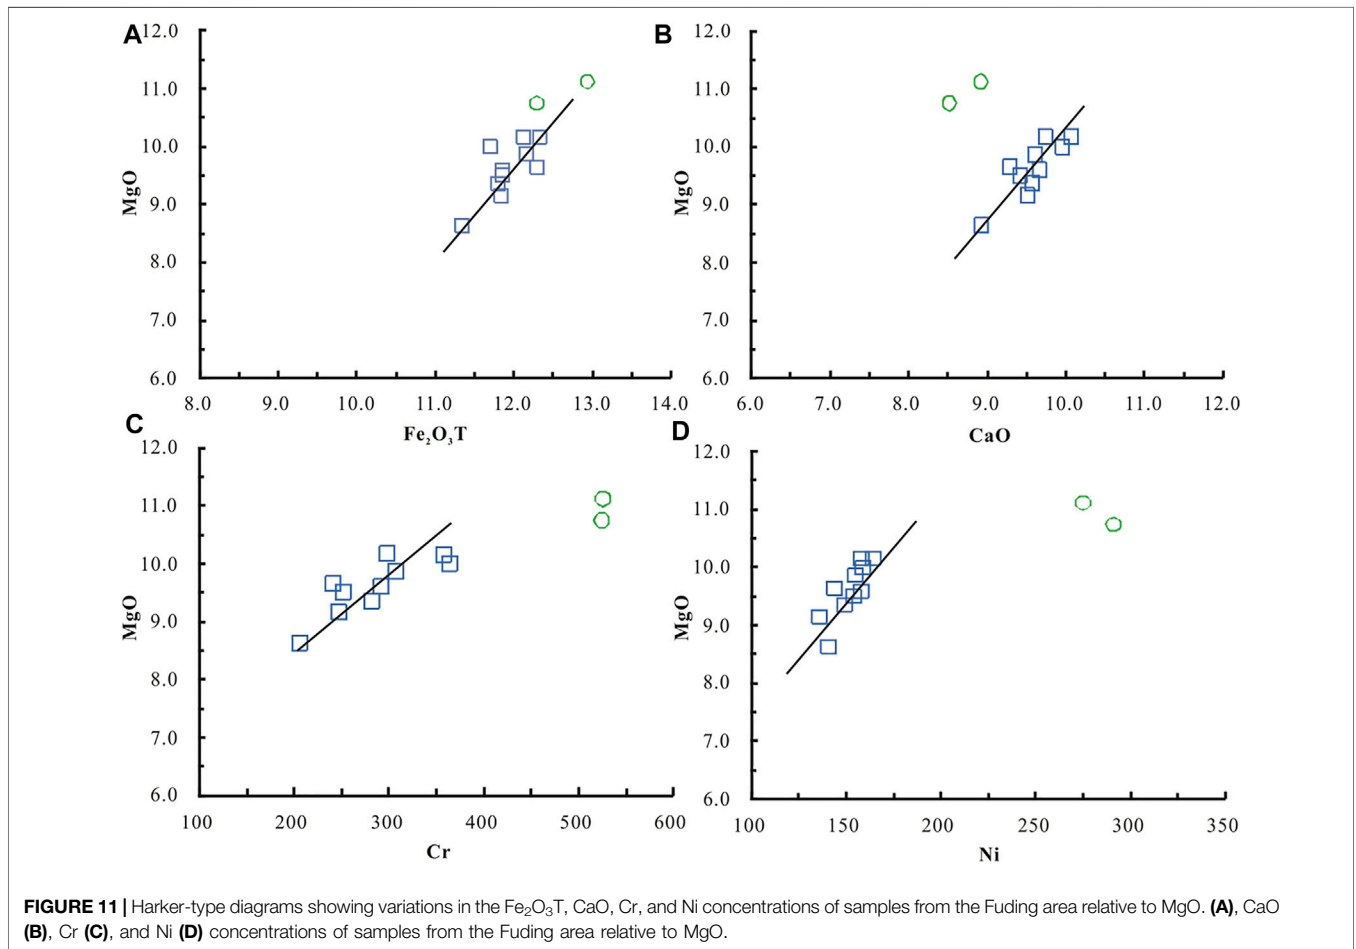 A
12.0
11.0
10.0
9.0
8.0
7.0
6.0
MgO
8.0 9.0 10.0 11.0 12.0 13.0 14.0
Fe₂O₃T
B
12.0
11.0
10.0
9.0
8.0
7.0
6.0
MgO
6.0 7.0 8.0 9.0 10.0 11.0 12.0
CaO
C
12.0
11.0
10.0
9.0
8.0
7.0
6.0
MgO
100 200 300 400 500 600
Cr
D
12.0
11.0
10.0
9.0
8.0
7.0
6.0
MgO
100 150 200 250 300 350
Ni
FIGURE 11 | Harker-type diagrams showing variations in the Fe₂O₃T, CaO, Cr, and Ni concentrations of samples from the Fuding area relative to MgO. (A), CaO
(B), Cr (C), and Ni (D) concentrations of samples from the Fuding area relative to MgO.